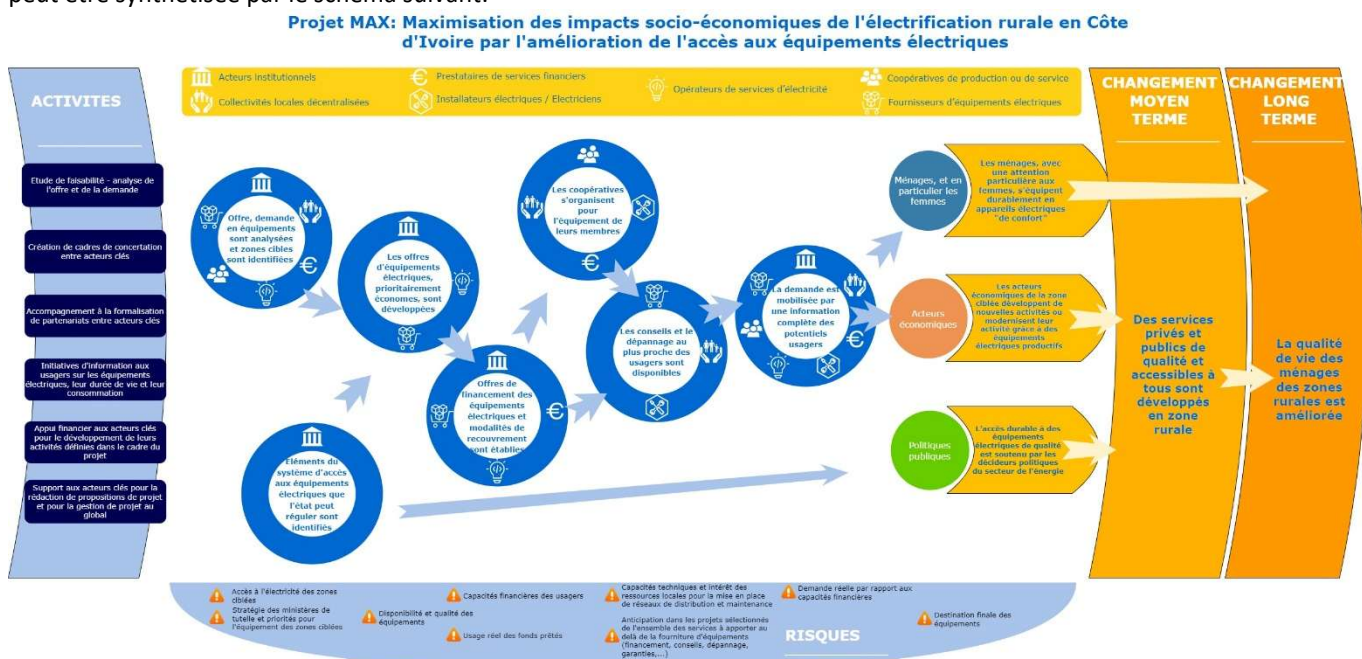 peut être synthétisée par le schéma suivant:
Projet MAX: Maximisation des impacts socio-économiques de l'électrification rurale en Côte
d'Ivoire par l'amélioration de l'accès aux équipements électriques
ACTIVITES
Etude de faisabilité - analyse de
l'offre et de la demande
Création de cadres de concertation
entre acteurs clés
Accompagnement à la formalisation
de partenariats entre acteurs clés
Initiatives d'information aux
usagers sur les équipements
électriques, leur durée de vie et leur
consommation
Appui financier aux acteurs clés
pour le développement de leurs
activités définies dans le cadre du
projet
Support aux acteurs clés pour la
rédaction de propositions de projet
et pour la gestion de projet au
global
Acteurs institutionnels
Collectivités locales décentralisées
Prestataires de services financiers
Installateurs électriques / Electriciens
Opérateurs de services d'électricité
Coopératives de production ou de service
Fournisseurs d'équipements électriques
Offre, demande
en équipements
sont analysées
et zones cibles
sont identifiées
Les offres
d'équipements
électriques,
prioritairement
économes, sont
développées
Eléments du
système d'accès
aux équipements
électriques que
l'état peut
réguler sont
identifiés
Offres de
financement des
équipements
électriques et
modalités de
recouvrement
sont établies
Les coopératives
s'organisent
pour
l'équipement de
leurs membres
Les conseils et le
dépannage au
plus proche des
usagers sont
disponibles
La demande est
mobilisée par
une information
complète des
potentiels
usagers
Ménages, et en
particulier les
femmes
Les ménages, avec
une attention
particulière aux
femmes, s'équipent
durablement en
appareils électriques
"de confort"
Acteurs
économiques
Les acteurs
économiques de la zone
ciblée développent de
nouvelles activités ou
modernisent leur
activité grâce à des
équipements
électriques productifs
Politiques
publiques
L'accès durable à des
équipements
électriques de qualité
est soutenu par les
décideurs politiques
du secteur de l'énergie
CHANGEMENT
MOYEN
TERME
Des services
privés et
publics de
qualité et
accessibles à
tous sont
développés
en zone
rurale
CHANGEMENT
LONG
TERME
La qualité
de vie des
ménages
des zones
rurales est
améliorée
Accès à l'électricité des zones
ciblées
Stratégie des ministères de
tutelle et priorités pour
l'équipement des zones ciblées
Disponibilité et qualité des
équipements
Capacités financières des usagers
Usage réel des fonds prêtés
Capacités techniques et intérêt des
ressources locales pour la mise en place
de réseaux de distribution et maintenance
Anticipation dans les projets sélectionnés
de l'ensemble des services à apporter au
delà de la fourniture d'équipements
(financement, conseils, dépannage,
garanties,...)
Demande réelle par rapport aux
capacités financières
RISQUES
Destination finale des
équipements